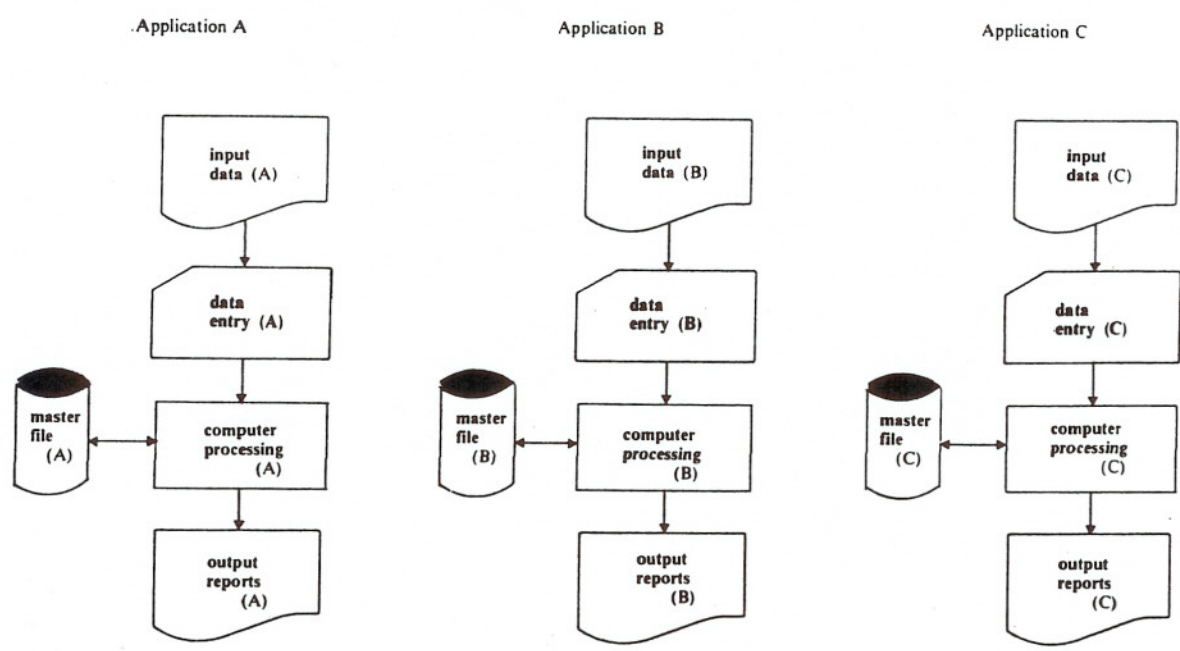 Application A
Application B
Application C
input
data (A)
data
entry (A)
master
file
(A)
computer
processing
(A)
output
reports
(A)
input
data (B)
data
entry (B)
master
file
(B)
computer
processing
(B)
output
reports
(B)
input
data (C)
data
entry (C)
master
file
(C)
computer
processing
(C)
output
reports
(C)